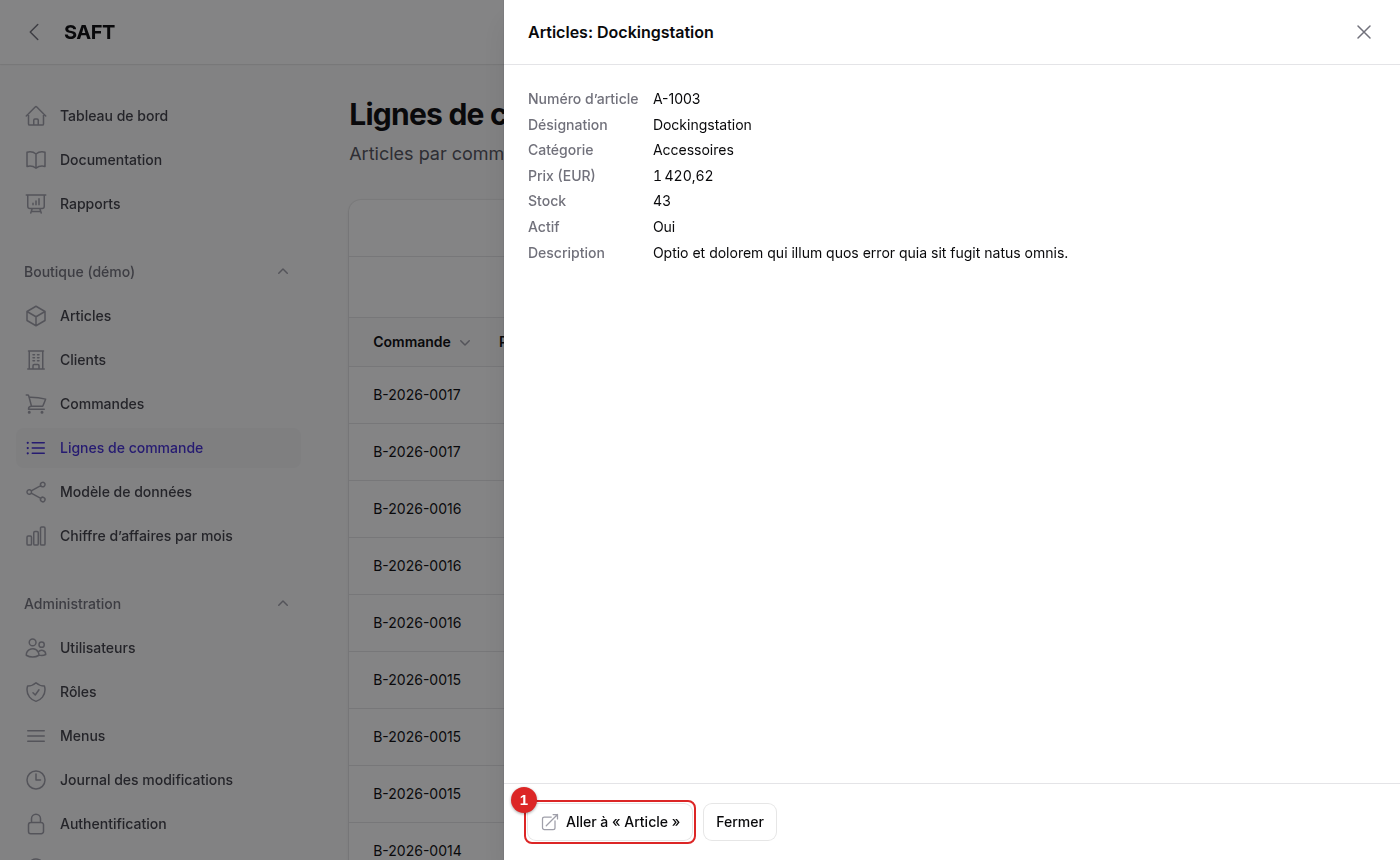 SAFT
Tableau de bord
Documentation
Rapports
Boutique (démo)
Articles
Clients
Commandes
Lignes de commande
Modèle de données
Chiffre d’affaires par mois
Administration
Utilisateurs
Rôles
Menus
Journal des modifications
Authentification
Lignes de c
Articles par comm
Commande
B-2026-0017
B-2026-0017
B-2026-0016
B-2026-0016
B-2026-0016
B-2026-0015
B-2026-0015
B-2026-0015
B-2026-0014
Articles: Dockingstation
Numéro d’article A-1003
Désignation Dockingstation
Catégorie Accessoires
Prix (EUR) 1 420,62
Stock 43
Actif Oui
Description Optio et dolorem qui illum quos error quia sit fugit natus omnis.
1
Aller à « Article »
Fermer